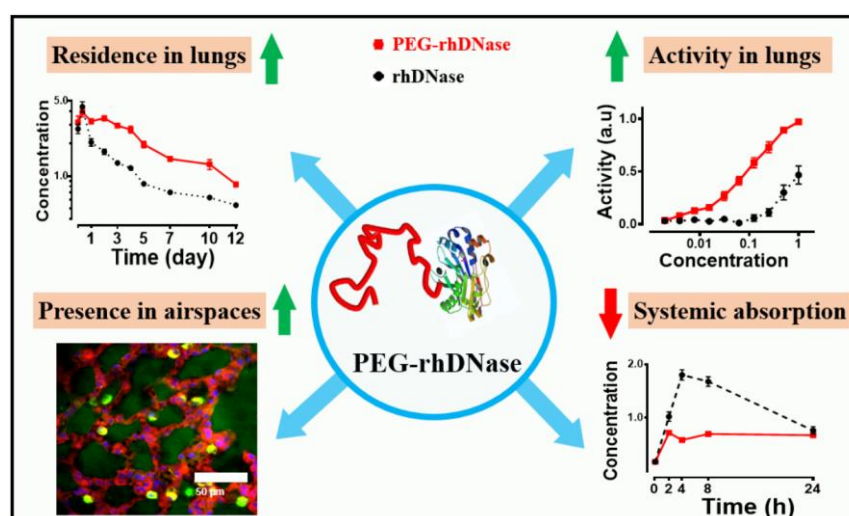 Residence in lungs
PEG-rhDNase
rhDNase
Activity in lungs
Concentration
5.0
1.0
1 3 5 7 10 12
Time (day)
Activity (a.u)
1.0
0.5
0.0
0.01 0.1 1
Concentration
PEG-rhDNase
Presence in airspaces
50 µm
Systemic absorption
Concentration
2.0
1.0
0 2 4 8 24
Time (h)